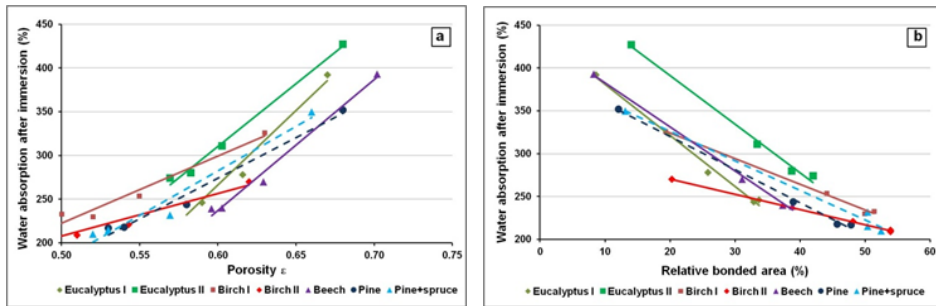 Water absorption after immersion (%)
450
400
350
300
250
200
a
0.50 0.55 0.60 0.65 0.70 0.75
Porosity ε
Eucalyptus I Eucalyptus II Birch I Birch II Beech Pine Pine+spruce
Water absorption after immersion (%)
450
400
350
300
250
200
b
0 10 20 30 40 50 60
Relative bonded area (%)
Eucalyptus I Eucalyptus II Birch I Birch II Beech Pine Pine+spruce